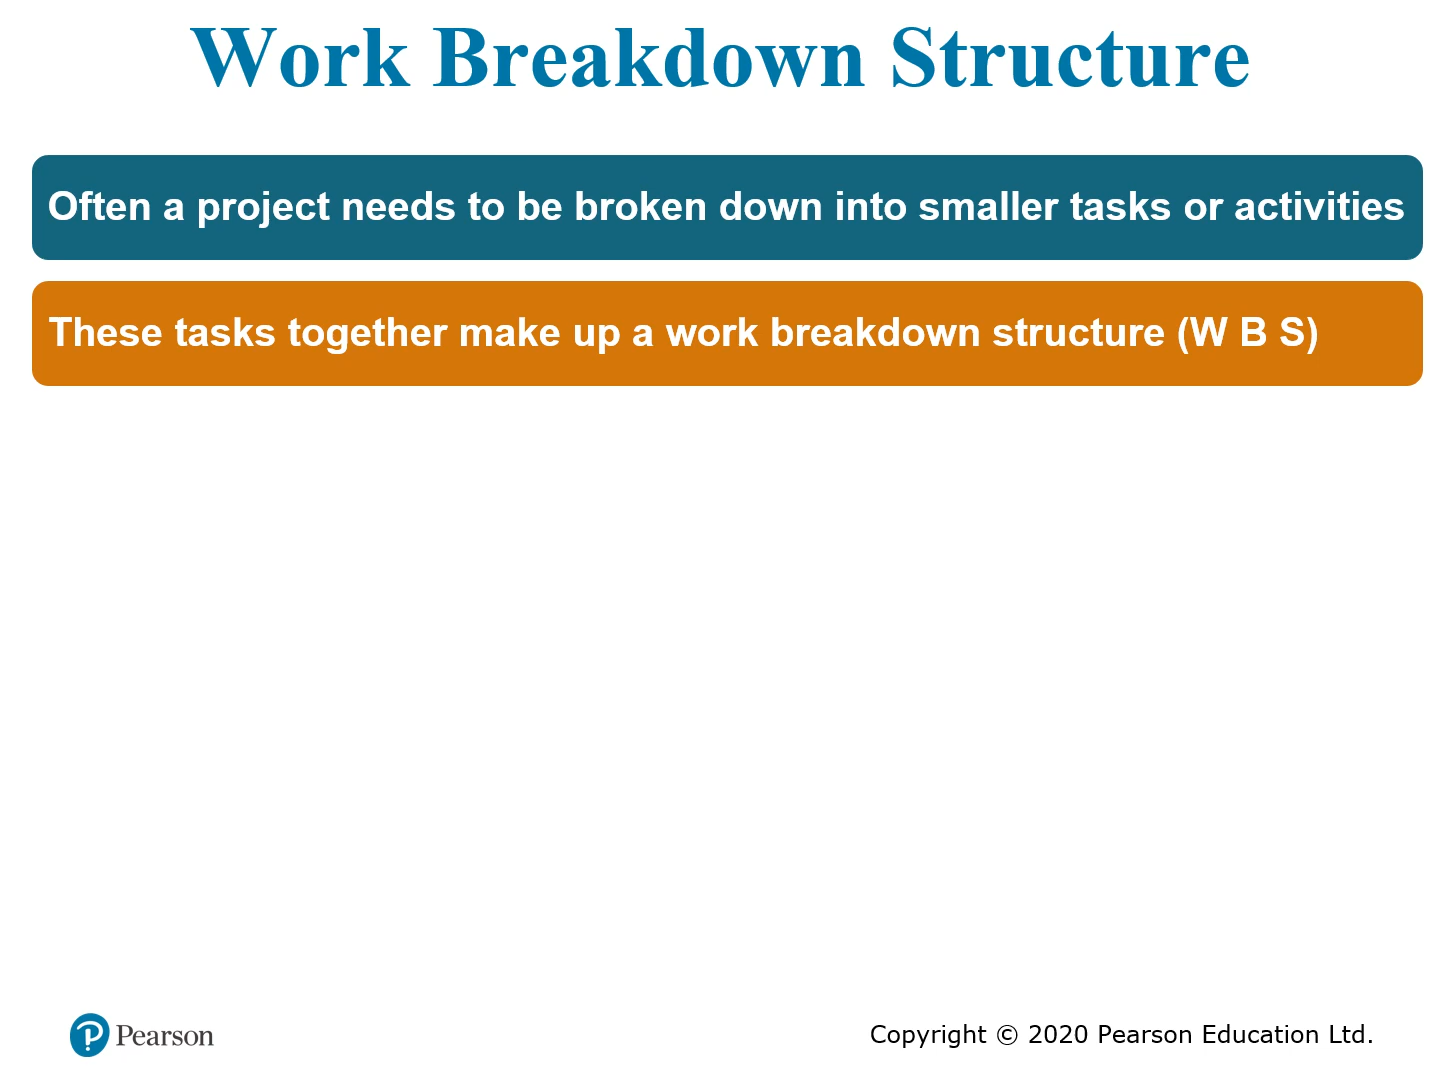 Work Breakdown Structure
Often a project needs to be broken down into smaller tasks or activities
These tasks together make up a work breakdown structure (W B S)
Pearson
Copyright © 2020 Pearson Education Ltd.